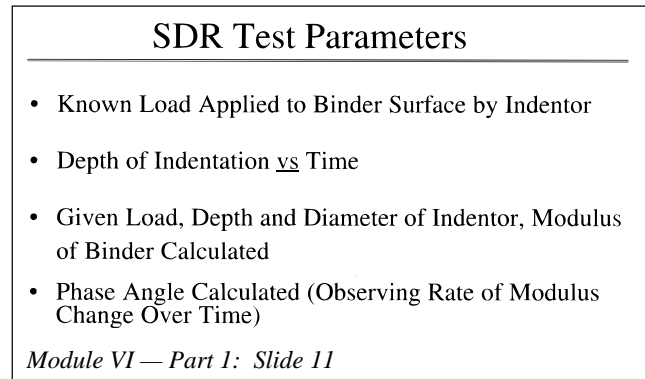 SDR Test Parameters
• Known Load Applied to Binder Surface by Indentor
• Depth of Indentation vs Time
• Given Load, Depth and Diameter of Indentor, Modulus
of Binder Calculated
• Phase Angle Calculated (Observing Rate of Modulus
Change Over Time)
Module VI — Part 1: Slide 11